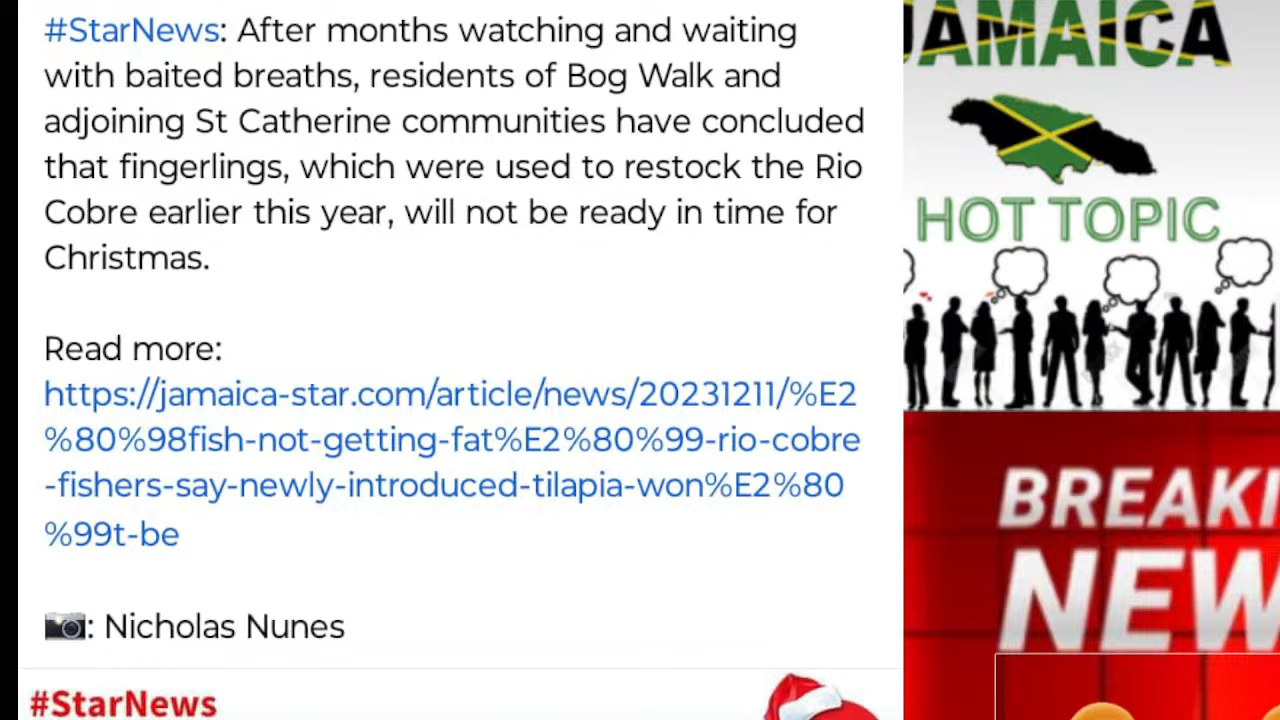 #StarNews: After months watching and waiting
with baited breaths, residents of Bog Walk and
adjoining St Catherine communities have concluded
that fingerlings, which were used to restock the Rio
Cobre earlier this year, will not be ready in time for
Christmas.
Read more:
https://jamaica-star.com/article/news/20231211/%E2
%80%98fish-not-getting-fat%E2%80%99-rio-cobre
-fishers-say-newly-introduced-tilapia-won%E2%80
%99t-be
📷: Nicholas Nunes
#StarNews
JAMAICA
HOT TOPIC
BREAKI
NEW